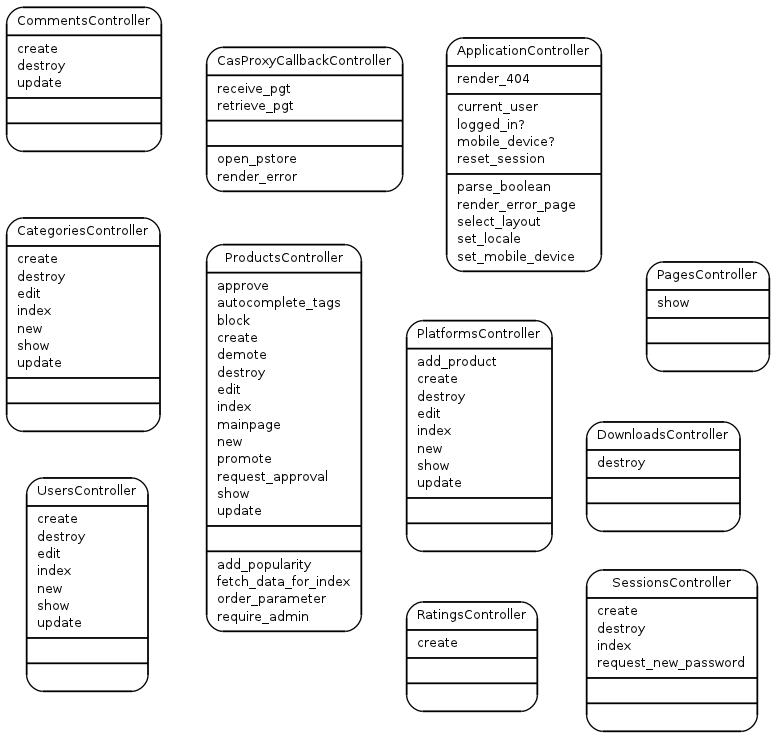 CommentsController
create
destroy
update
CasProxyCallbackController
receive_pgt
retrieve_pgt
open_pstore
render_error
ApplicationController
render_404
current_user
logged_in?
mobile_device?
reset_session
parse_boolean
render_error_page
select_layout
set_locale
set_mobile_device
CategoriesController
create
destroy
edit
index
new
show
update
ProductsController
approve
autocomplete_tags
block
create
demote
destroy
edit
index
mainpage
new
promote
request_approval
show
update
add_popularity
fetch_data_for_index
order_parameter
require_admin
PagesController
show
PlatformsController
add_product
create
destroy
edit
index
new
show
update
DownloadsController
destroy
UsersController
create
destroy
edit
index
new
show
update
RatingsController
create
SessionsController
create
destroy
index
request_new_password